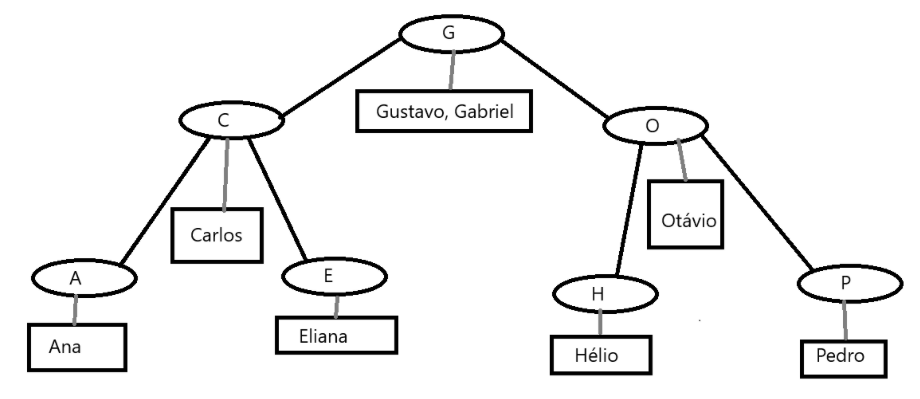 G
Gustavo, Gabriel
C
O
Carlos
Otávio
A
E
H
P
Ana
Eliana
Hélio
Pedro